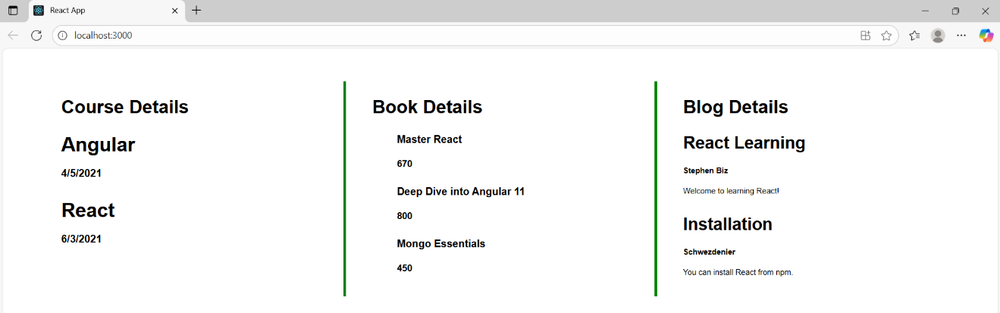 React App
localhost:3000
Course Details
Angular
4/5/2021
React
6/3/2021
Book Details
Master React
670
Deep Dive into Angular 11
800
Mongo Essentials
450
Blog Details
React Learning
Stephen Biz
Welcome to learning React!
Installation
Schwezdenier
You can install React from npm.